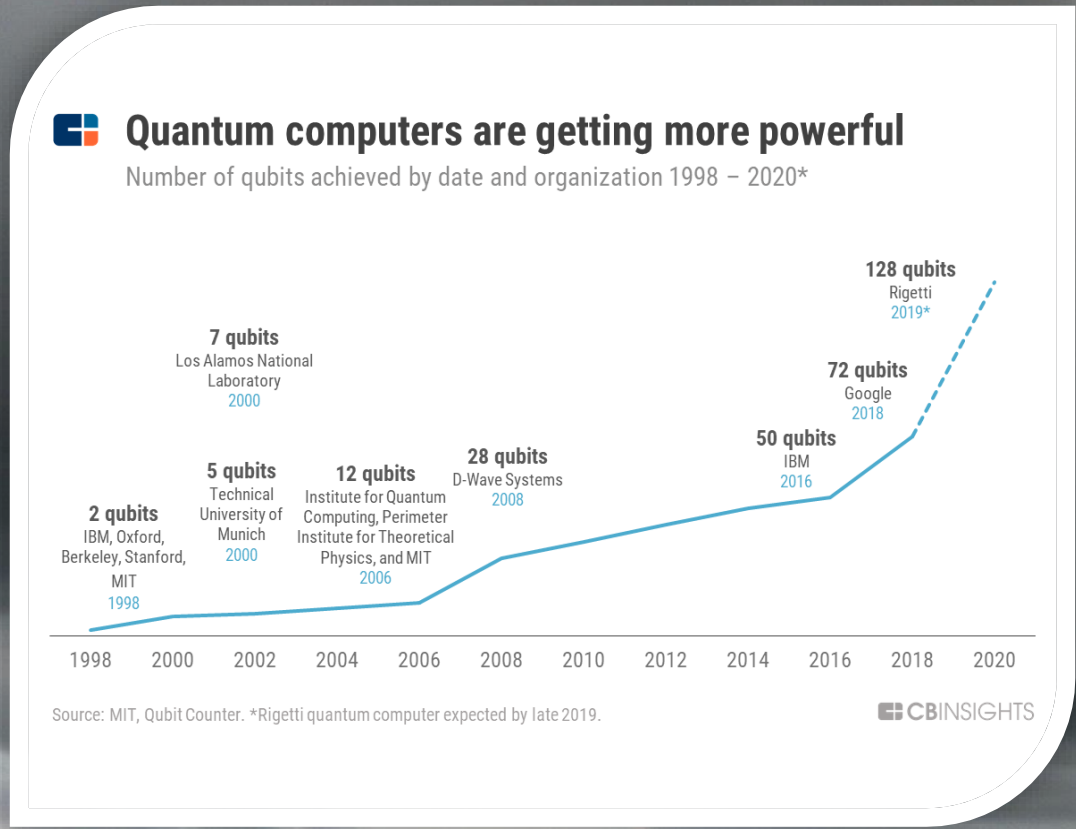 Quantum computers are getting more powerful
Number of qubits achieved by date and organization 1998 – 2020*
128 qubits
Rigetti
2019*
7 qubits
Los Alamos National
Laboratory
2000
72 qubits
Google
2018
50 qubits
IBM
2016
28 qubits
D-Wave Systems
2008
5 qubits
Technical
University of
Munich
2000
12 qubits
Institute for Quantum
Computing, Perimeter
Institute for Theoretical
Physics, and MIT
2006
2 qubits
IBM, Oxford,
Berkeley, Stanford,
MIT
1998
1998 2000 2002 2004 2006 2008 2010 2012 2014 2016 2018 2020
Source: MIT, Qubit Counter. *Rigetti quantum computer expected by late 2019.
CBINSIGHTS